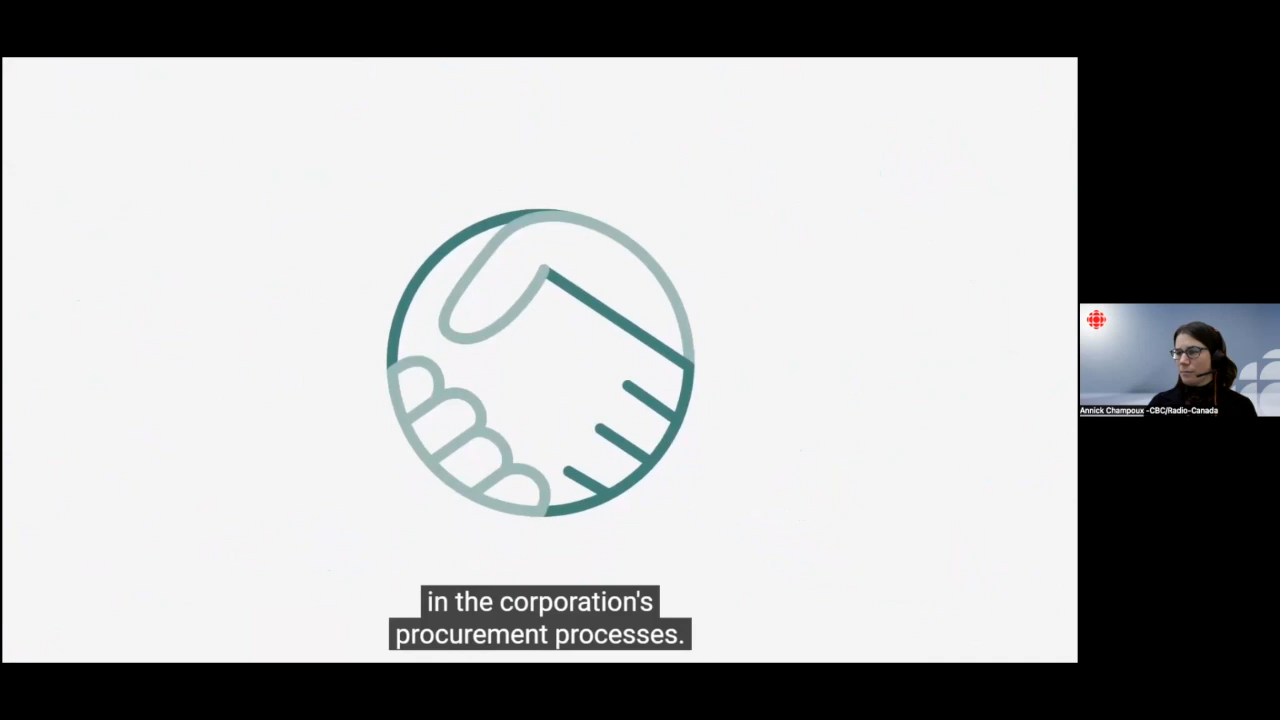 in the corporation's
procurement processes.
Annick Champoux -CBC/Radio-Canada